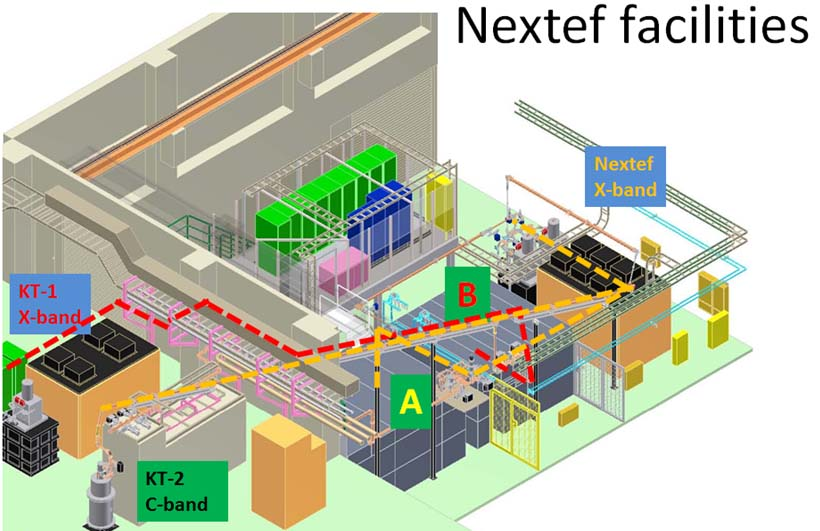 Nextef facilities
Nextef
X-band
KT-1
X-band
B
A
KT-2
C-band